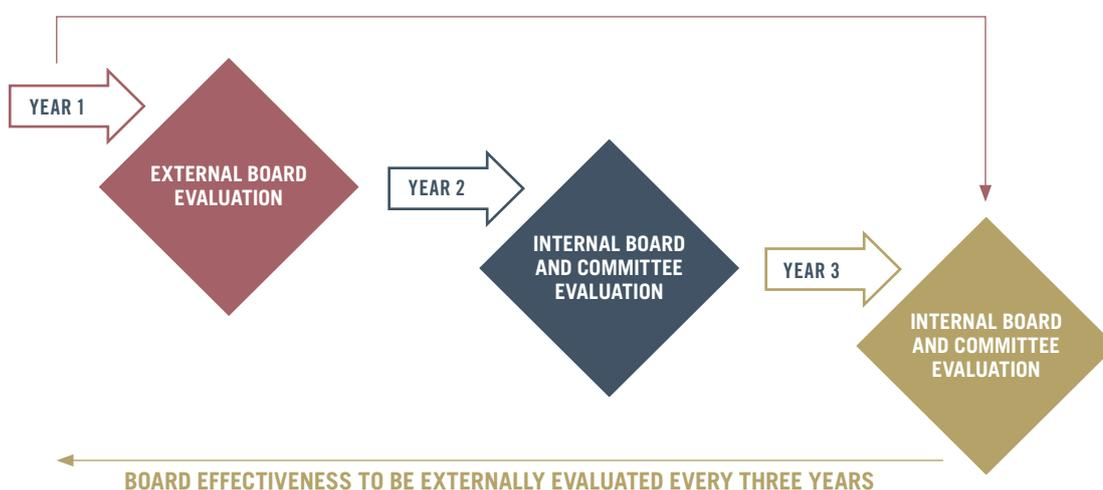 YEAR 1
EXTERNAL BOARD
EVALUATION
YEAR 2
INTERNAL BOARD
AND COMMITTEE
EVALUATION
YEAR 3
INTERNAL BOARD
AND COMMITTEE
EVALUATION
BOARD EFFECTIVENESS TO BE EXTERNALLY EVALUATED EVERY THREE YEARS